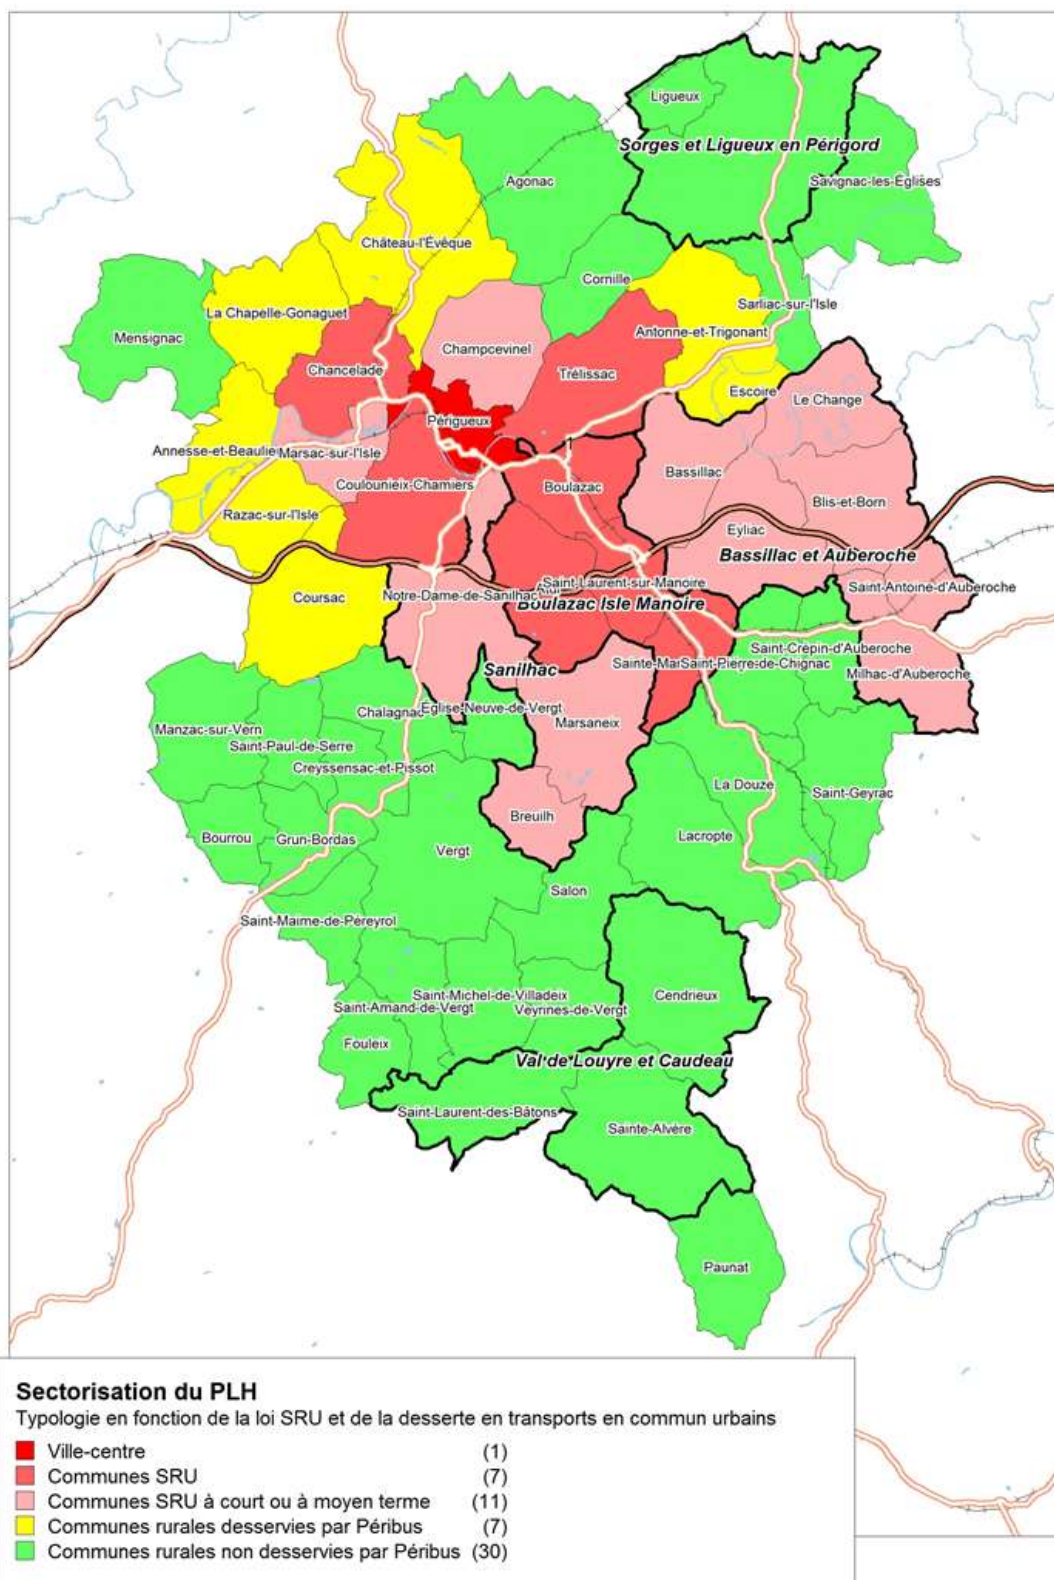 Ligueux
Sorges et Ligueux en Périgord
Savignac-les-Églises
Agonac
Château-l'Évêque
Cornille
La Chapelle-Gonaguet
Sarliac-sur-l'Isle
Mensignac
Antonne-et-Trigonant
Champcevinel
Chancelade
Trélissac
Escoire
Le Change
Périgueux
Annesse-et-Beaulie
Marsac-sur-l'Isle
Coulounieix-Chamiers
Boulazac
Bassillac
Blis-et-Born
Razac-sur-l'Isle
Eyliac
Bassillac et Auberoche
Saint-Laurent-sur-Manoire
Saint-Antoine-d'Auberoche
Coursac
Notre-Dame-de-Sanilhac
Boulazac Isle Manoire
Saint-Crépin-d'Auberoche
Sanilhac
Sainte-Ma
Saint-Pierre-de-Chignac
Milhac-d'Auberoche
Chalagnac
Église-Neuve-de-Vergt
Marsaneix
Manzac-sur-Vern
Saint-Paul-de-Serre
Creyssensac-et-Pissot
La Douze
Saint-Geyrac
Breuilh
Bourrou
Grun-Bordas
Lacropte
Vergt
Salon
Saint-Maime-de-Péreyrol
Saint-Michel-de-Villadeix
Cendrieux
Saint-Amand-de-Vergt
Veyrines-de-Vergt
Fouleix
Val de Louyre et Caudeau
Saint-Laurent-des-Bâtons
Sainte-Alvère
Paunat
Sectorisation du PLH
Typologie en fonction de la loi SRU et de la desserte en transports en commun urbains
Ville-centre (1)
Communes SRU (7)
Communes SRU à court ou à moyen terme (11)
Communes rurales desservies par Péribus (7)
Communes rurales non desservies par Péribus (30)